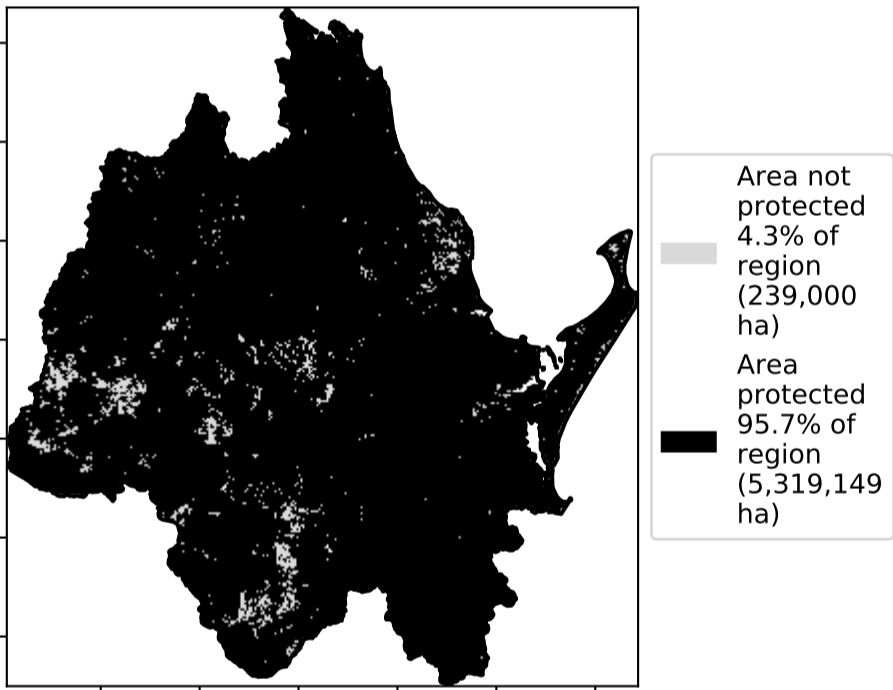 Area not
protected
4.3% of
region
(239,000
ha)
Area
protected
95.7% of
region
(5,319,149
ha)